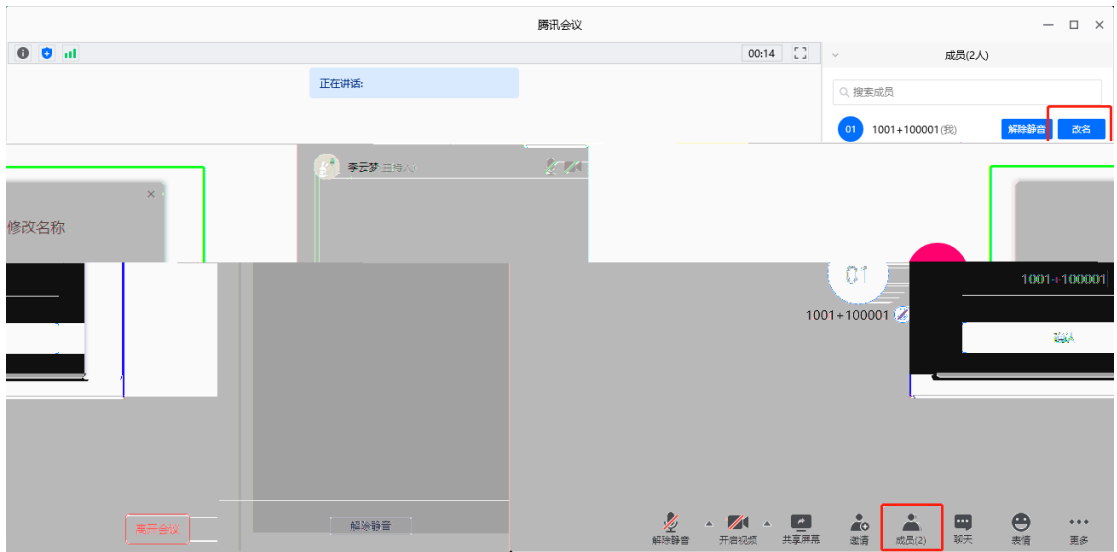 腾讯会议
00:14
成员(2人)
正在讲话:
搜索成员
01 1001+100001(我) 解除静音 改名
李云梦
修改名称
01
1001+100001
1001+100001
离开会议
解除静音
解除静音 开启视频 共享屏幕 邀请 成员(2) 聊天 表情 更多